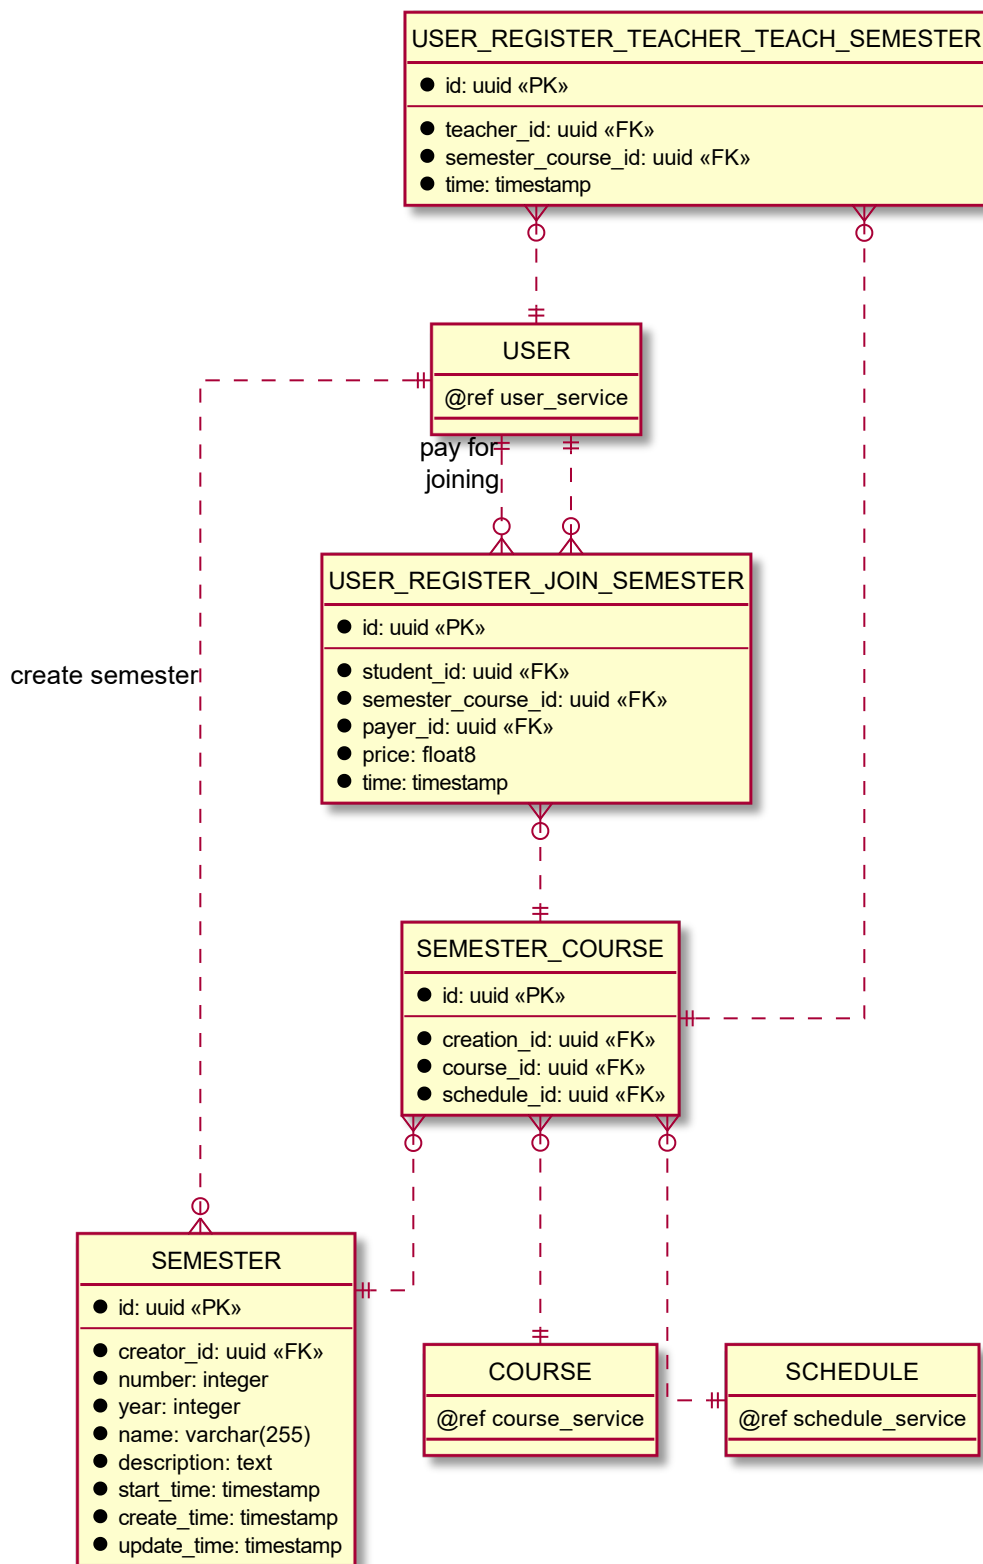 USER_REGISTER_TEACHER_TEACH_SEMESTER
id: uuid «PK»
teacher_id: uuid «FK»
semester_course_id: uuid «FK»
time: timestamp
USER
@ref user_service
pay for
joining
USER_REGISTER_JOIN_SEMESTER
id: uuid «PK»
student_id: uuid «FK»
semester_course_id: uuid «FK»
payer_id: uuid «FK»
price: float8
time: timestamp
create semester
SEMESTER_COURSE
id: uuid «PK»
creation_id: uuid «FK»
course_id: uuid «FK»
schedule_id: uuid «FK»
SEMESTER
id: uuid «PK»
creator_id: uuid «FK»
number: integer
year: integer
name: varchar(255)
description: text
start_time: timestamp
create_time: timestamp
update_time: timestamp
COURSE
@ref course_service
SCHEDULE
@ref schedule_service